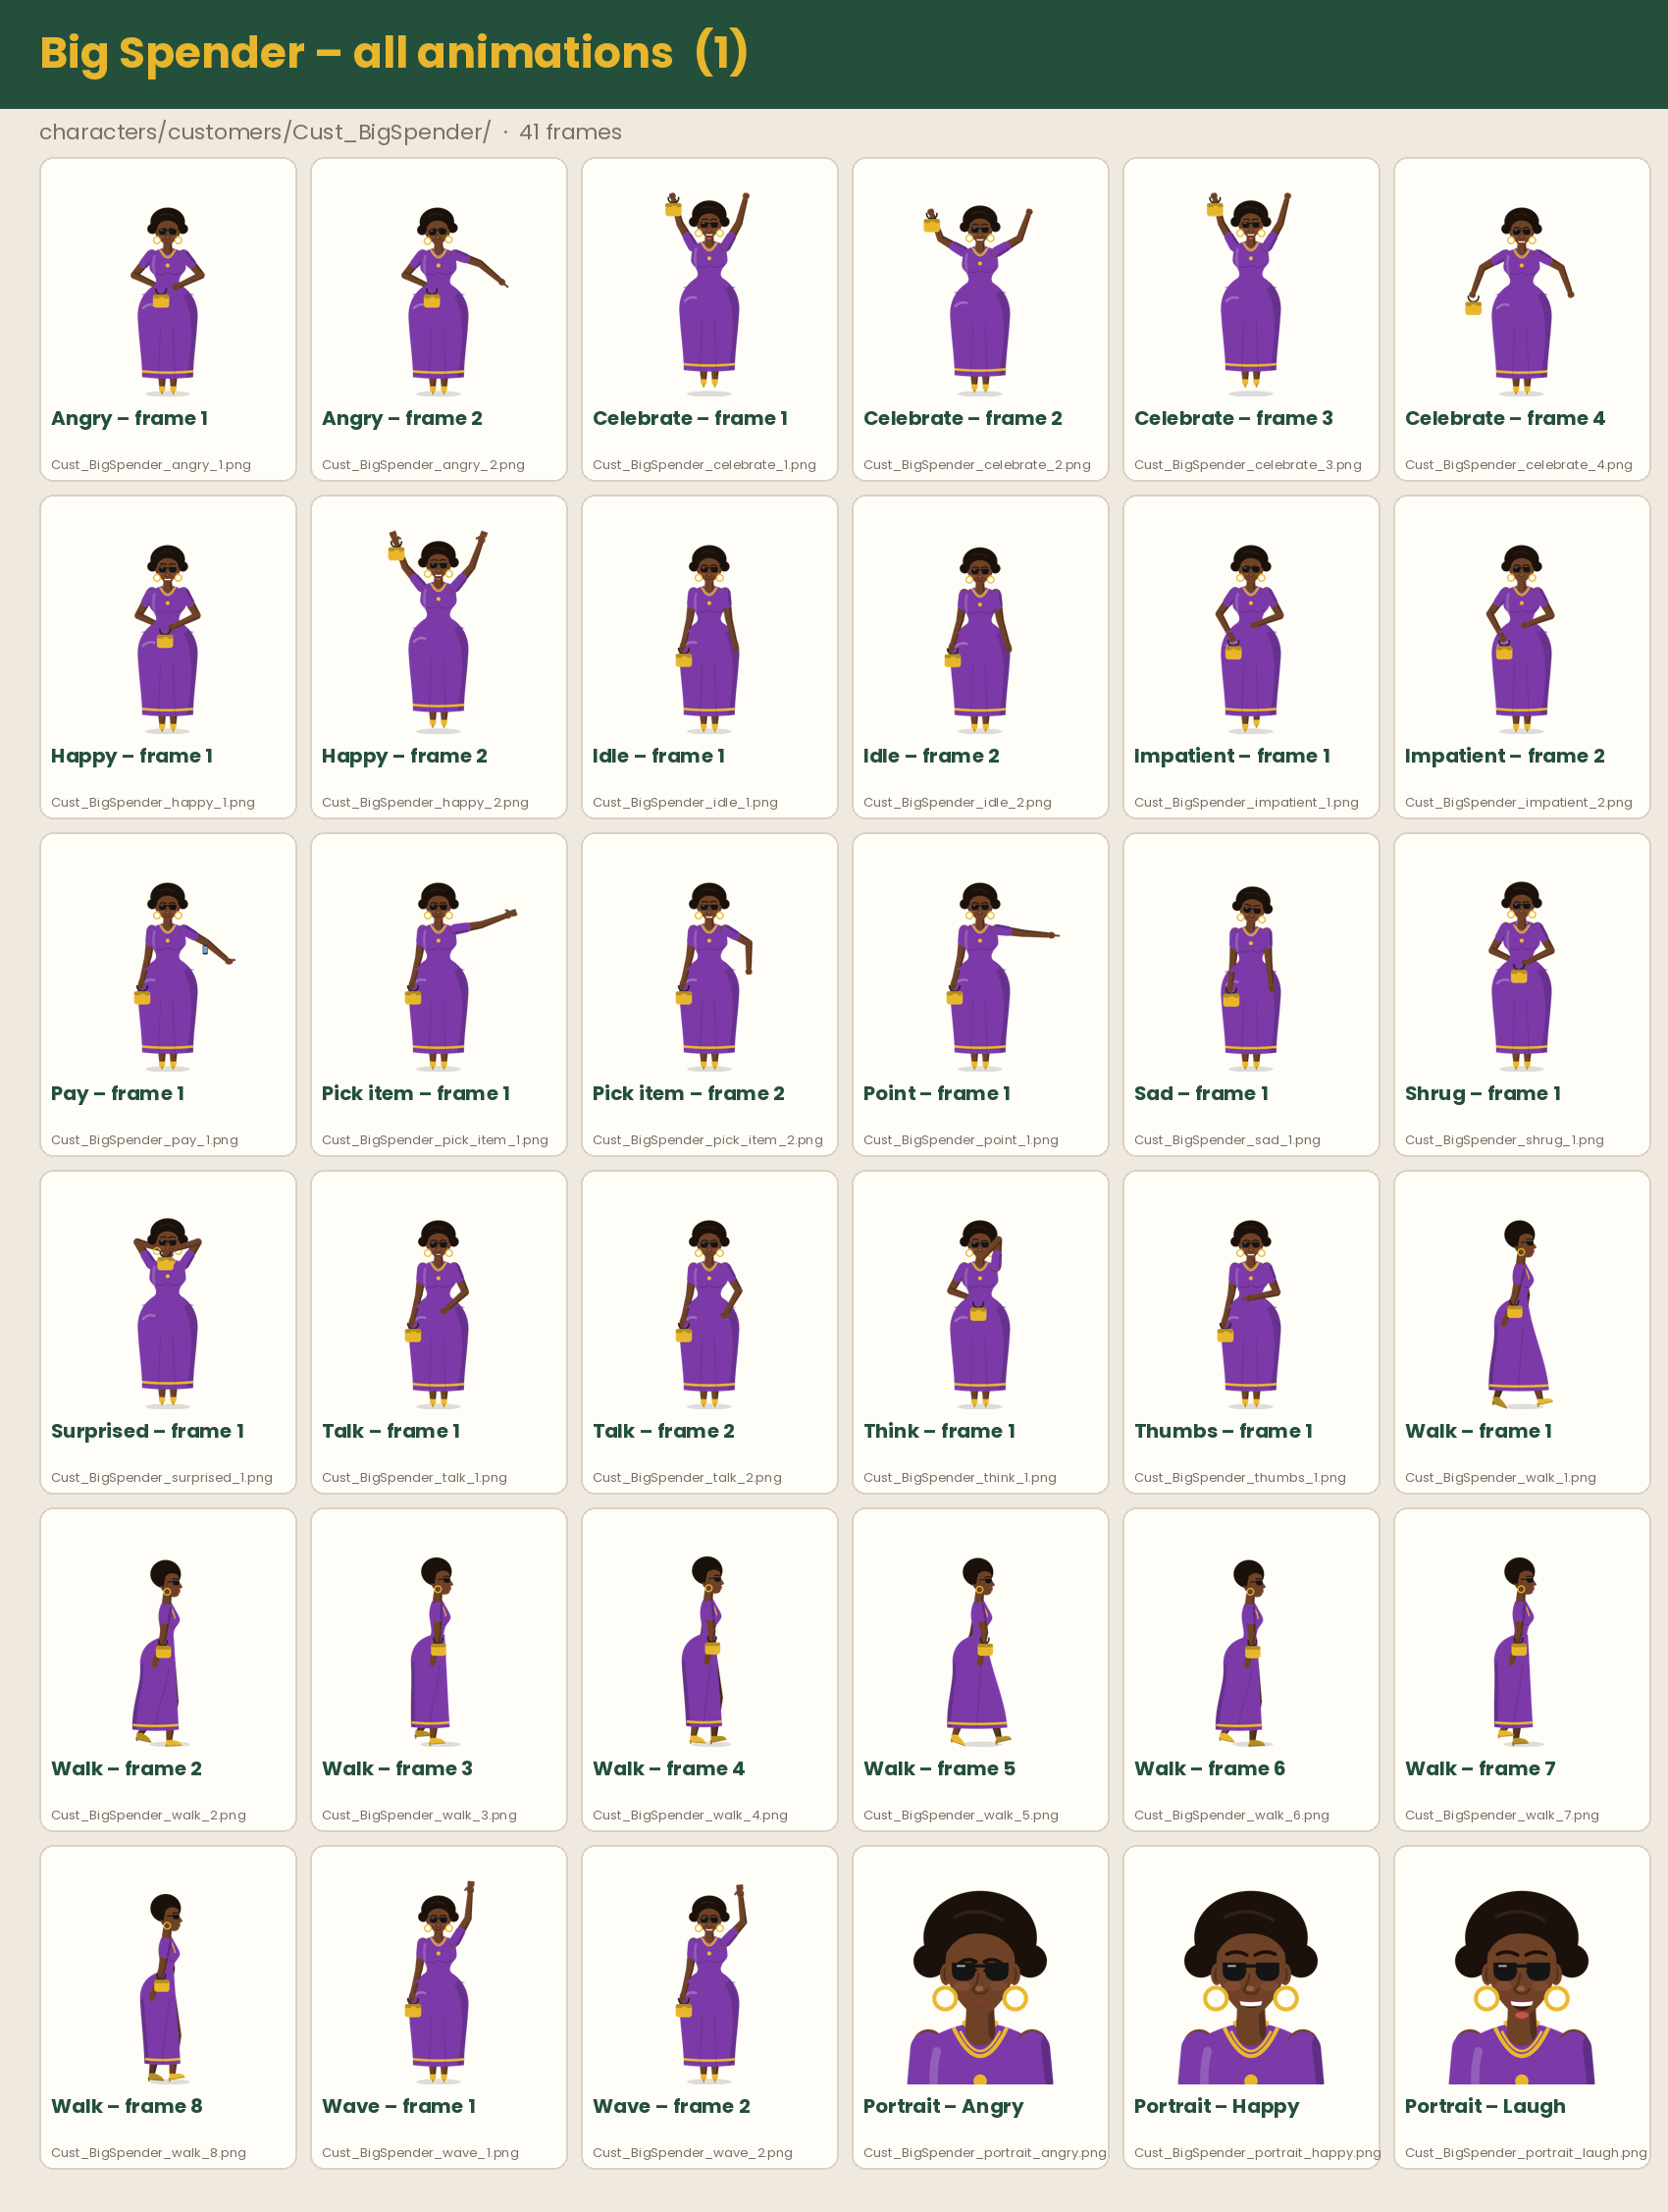 Big Spender – all animations (1)
characters/customers/Cust_BigSpender/ · 41 frames
Angry – frame 1
Angry – frame 2
Celebrate – frame 1
Celebrate – frame 2
Celebrate – frame 3
Celebrate – frame 4
Cust_BigSpender_angry_1.png
Cust_BigSpender_angry_2.png
Cust_BigSpender_celebrate_1.png
Cust_BigSpender_celebrate_2.png
Cust_BigSpender_celebrate_3.png
Cust_BigSpender_celebrate_4.png
Happy – frame 1
Happy – frame 2
Idle – frame 1
Idle – frame 2
Impatient – frame 1
Impatient – frame 2
Cust_BigSpender_happy_1.png
Cust_BigSpender_happy_2.png
Cust_BigSpender_idle_1.png
Cust_BigSpender_idle_2.png
Cust_BigSpender_impatient_1.png
Cust_BigSpender_impatient_2.png
Pay – frame 1
Pick item – frame 1
Pick item – frame 2
Point – frame 1
Sad – frame 1
Shrug – frame 1
Cust_BigSpender_pay_1.png
Cust_BigSpender_pick_item_1.png
Cust_BigSpender_pick_item_2.png
Cust_BigSpender_point_1.png
Cust_BigSpender_sad_1.png
Cust_BigSpender_shrug_1.png
Surprised – frame 1
Talk – frame 1
Talk – frame 2
Think – frame 1
Thumbs – frame 1
Walk – frame 1
Cust_BigSpender_surprised_1.png
Cust_BigSpender_talk_1.png
Cust_BigSpender_talk_2.png
Cust_BigSpender_think_1.png
Cust_BigSpender_thumbs_1.png
Cust_BigSpender_walk_1.png
Walk – frame 2
Walk – frame 3
Walk – frame 4
Walk – frame 5
Walk – frame 6
Walk – frame 7
Cust_BigSpender_walk_2.png
Cust_BigSpender_walk_3.png
Cust_BigSpender_walk_4.png
Cust_BigSpender_walk_5.png
Cust_BigSpender_walk_6.png
Cust_BigSpender_walk_7.png
Walk – frame 8
Wave – frame 1
Wave – frame 2
Portrait – Angry
Portrait – Happy
Portrait – Laugh
Cust_BigSpender_walk_8.png
Cust_BigSpender_wave_1.png
Cust_BigSpender_wave_2.png
Cust_BigSpender_portrait_angry.png
Cust_BigSpender_portrait_happy.png
Cust_BigSpender_portrait_laugh.png